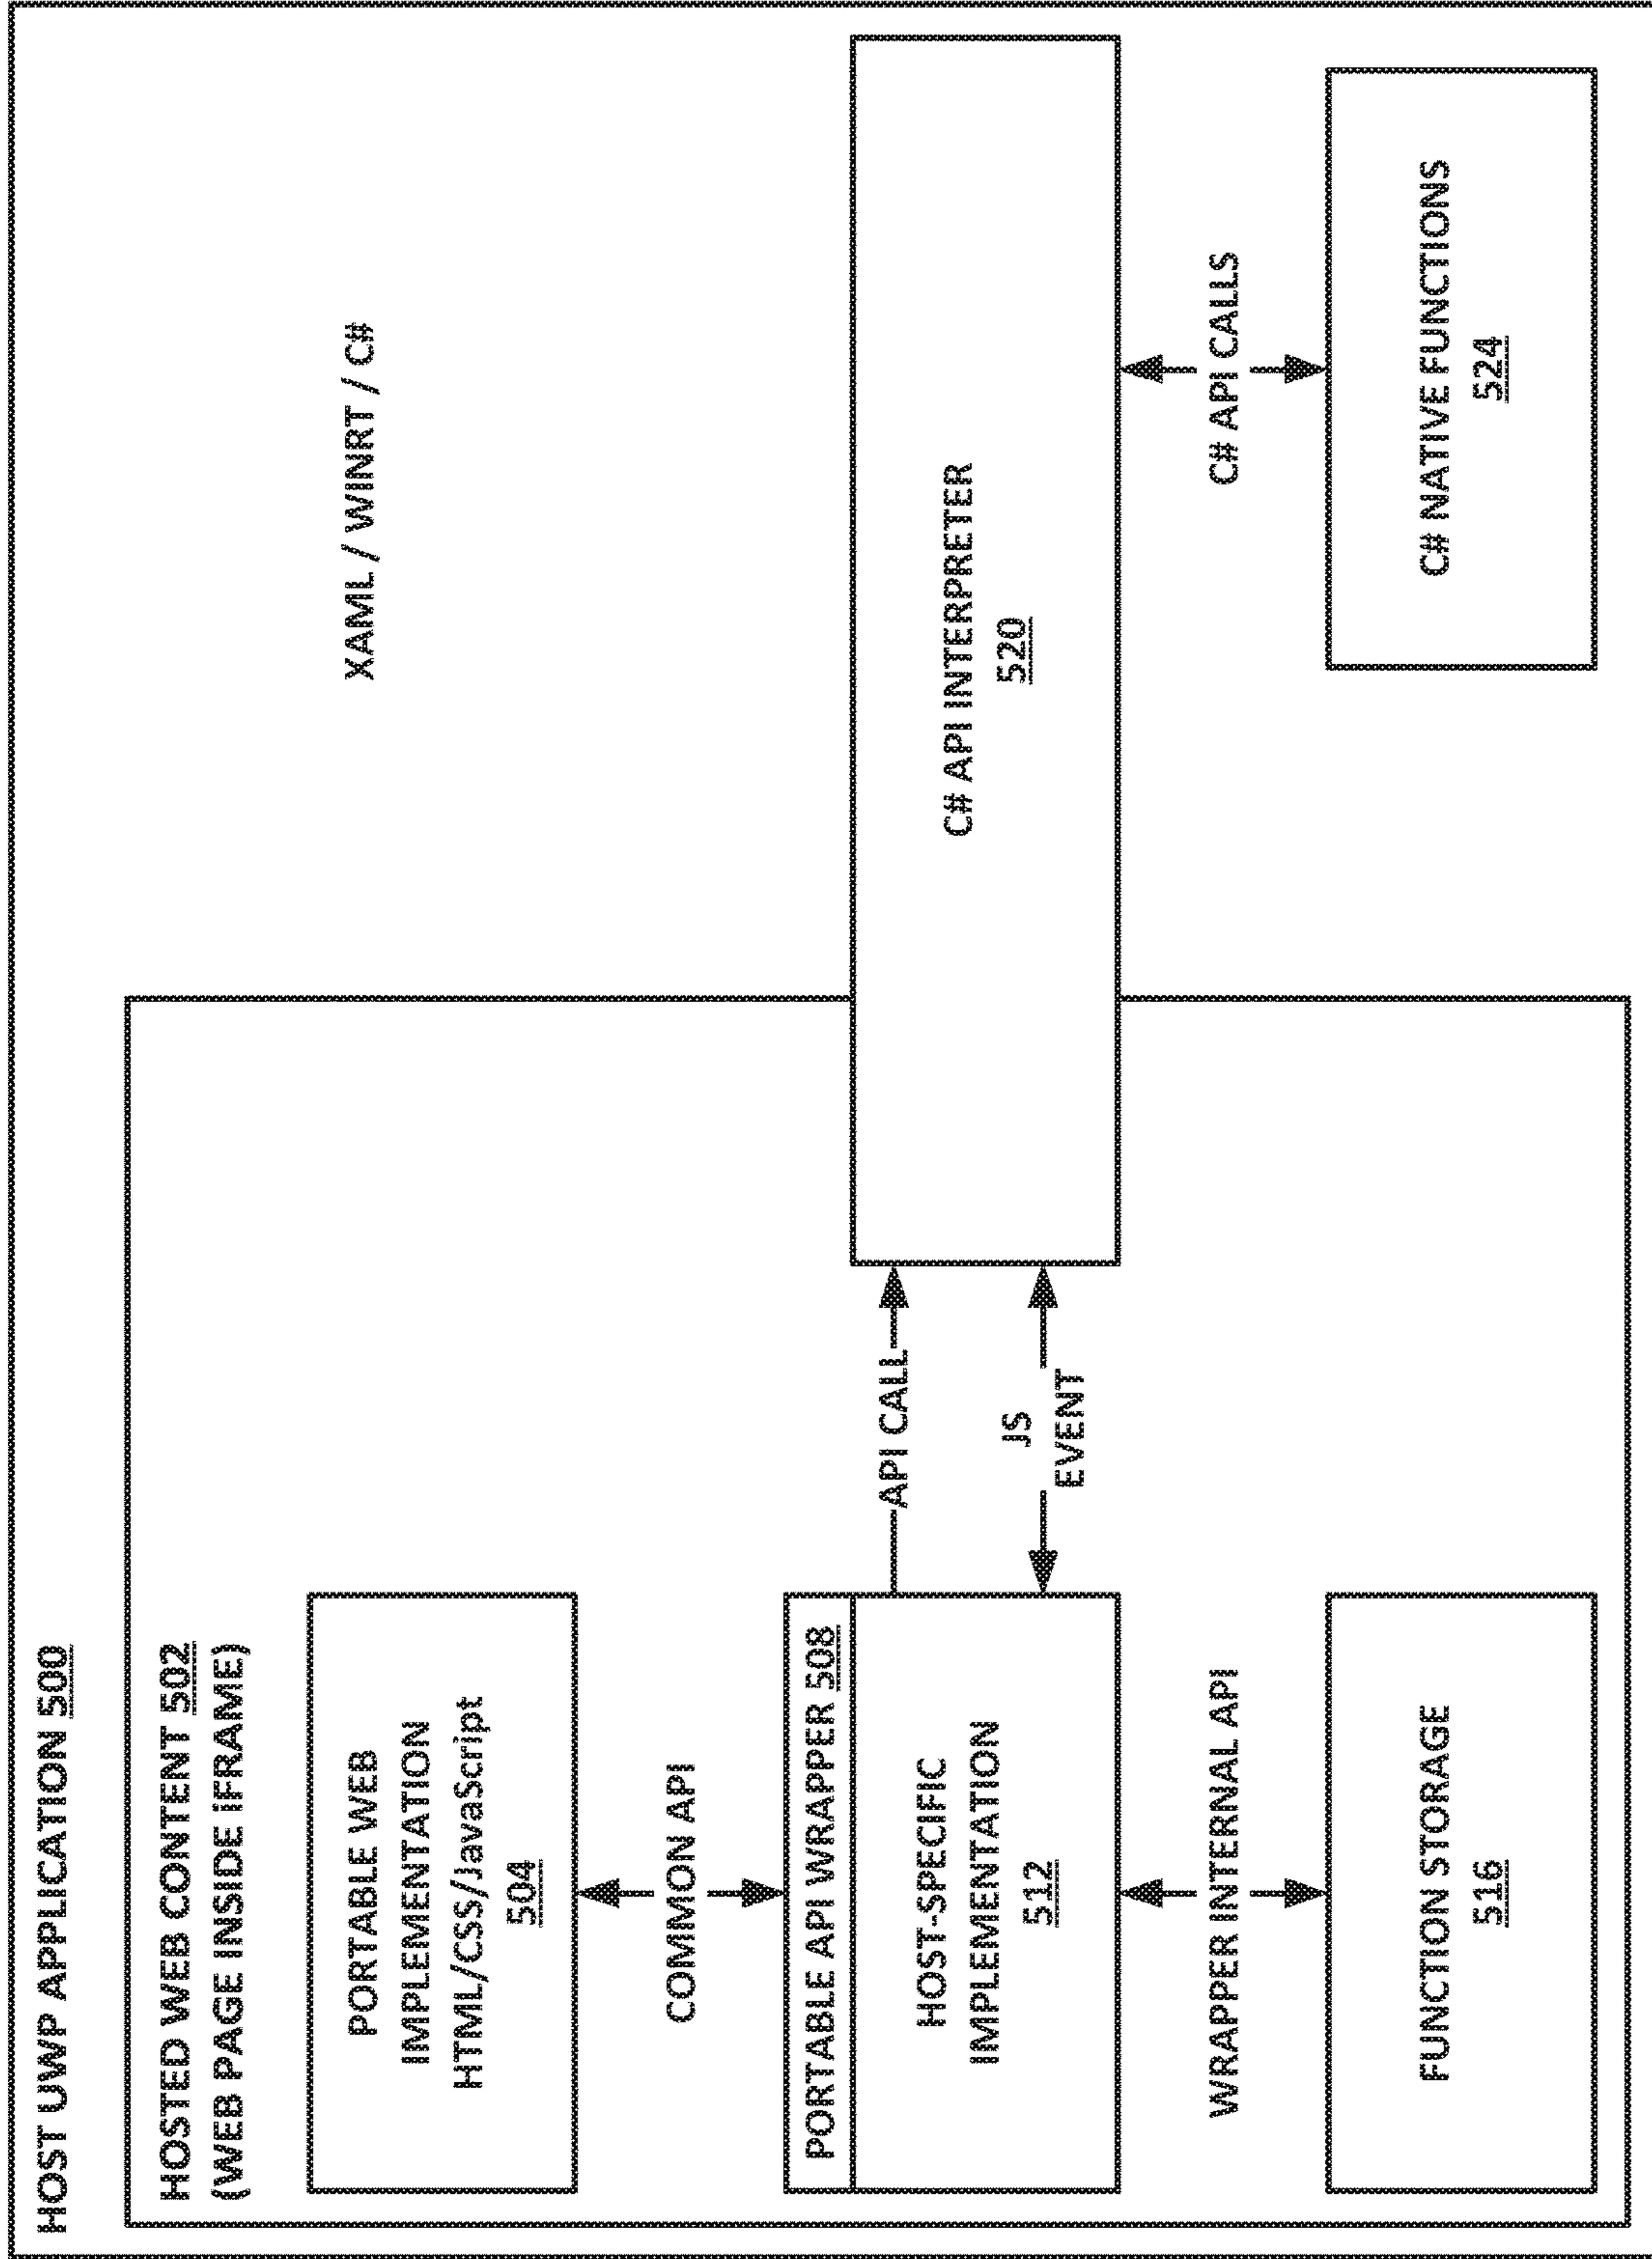 HOST UWP APPLICATION 500
HOSTED WEB CONTENT 502
(WEB PAGE INSIDE iFRAME)
PORTABLE WEB
IMPLEMENTATION
HTML/CSS/JavaScript
504
COMMON API
PORTABLE API WRAPPER 508
HOST-SPECIFIC
IMPLEMENTATION
512
WRAPPER INTERNAL API
FUNCTION STORAGE
516
API CALL
JS
EVENT
XAML / WINRT / C#
C# API INTERPRETER
520
C# API CALLS
C# NATIVE FUNCTIONS
524